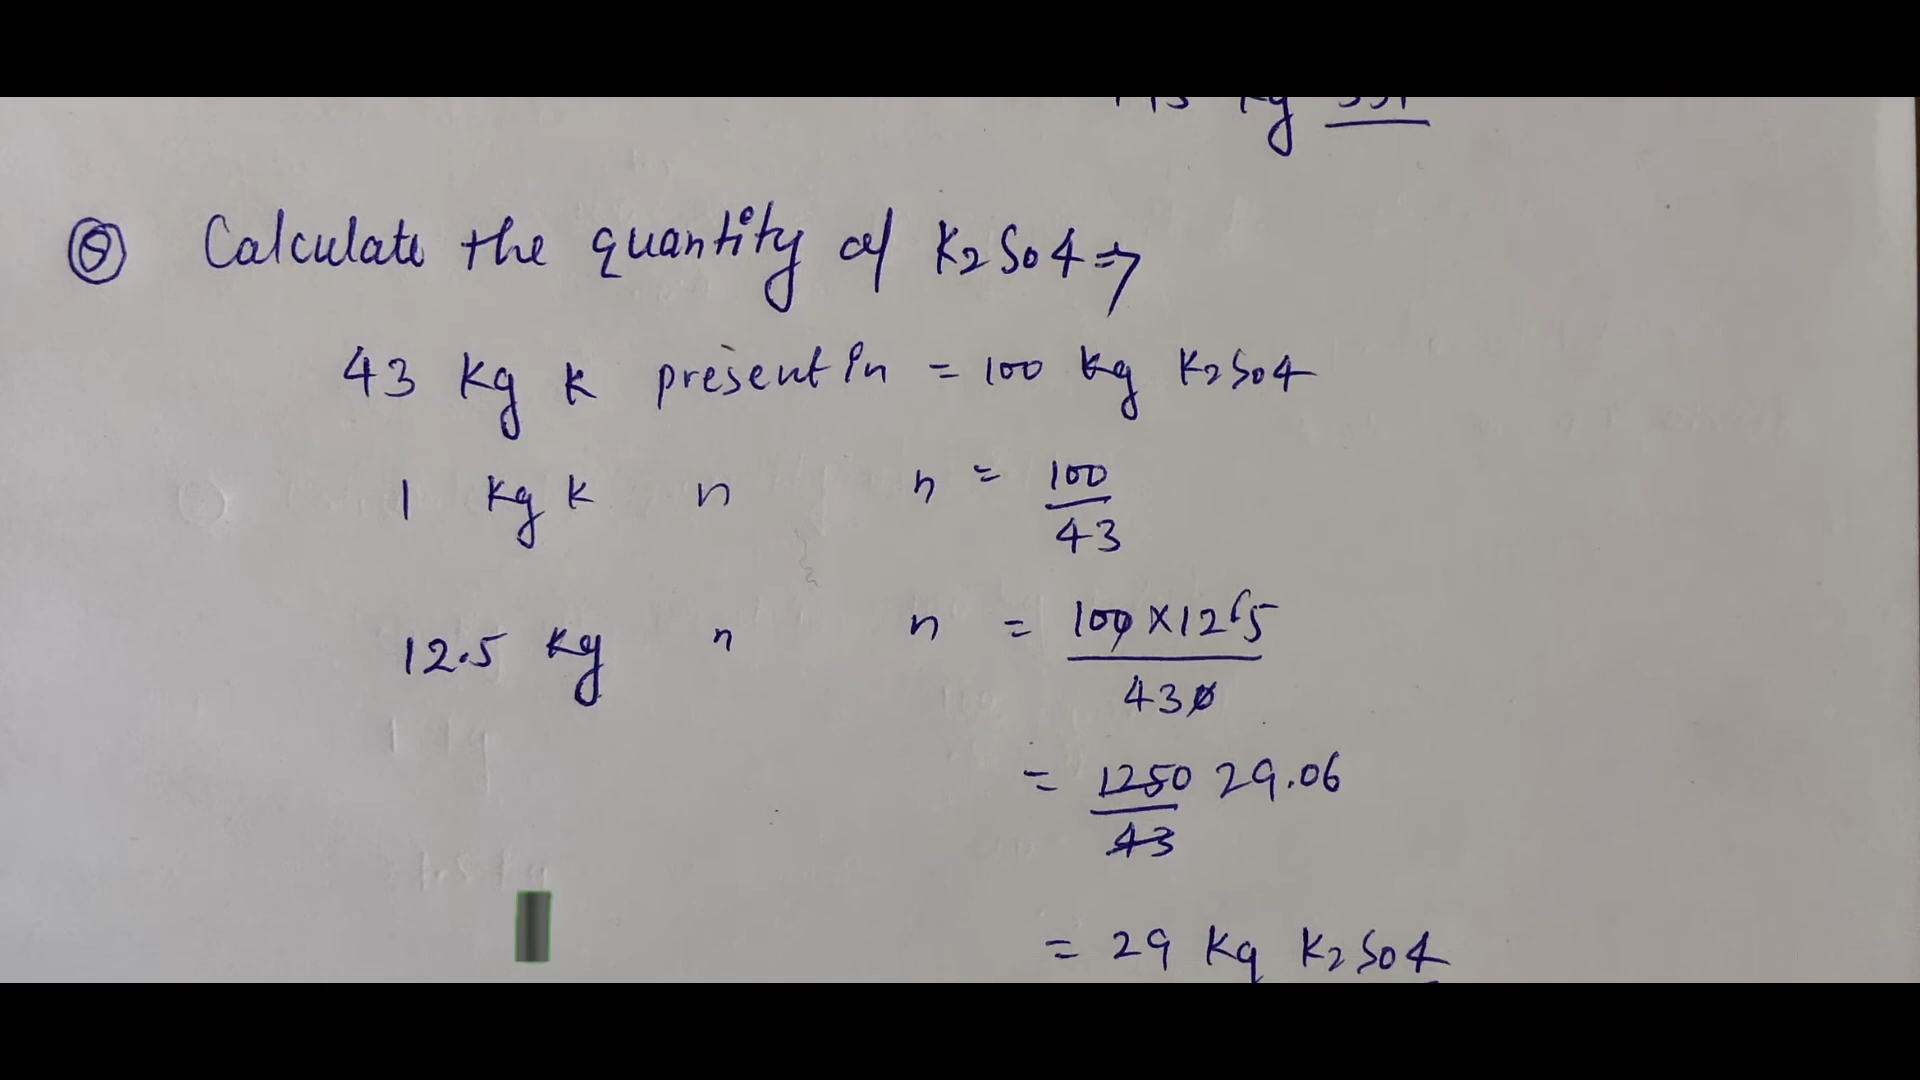 Kg
Calculate the quantity of K2So4 =>
43 Kg K present in = 100 kg K2So4
1 Kg K " " = 100
43
12.5 Kg " " = 100 x 12.5
430
= 1250 29.06
43
= 29 Kg K2So4